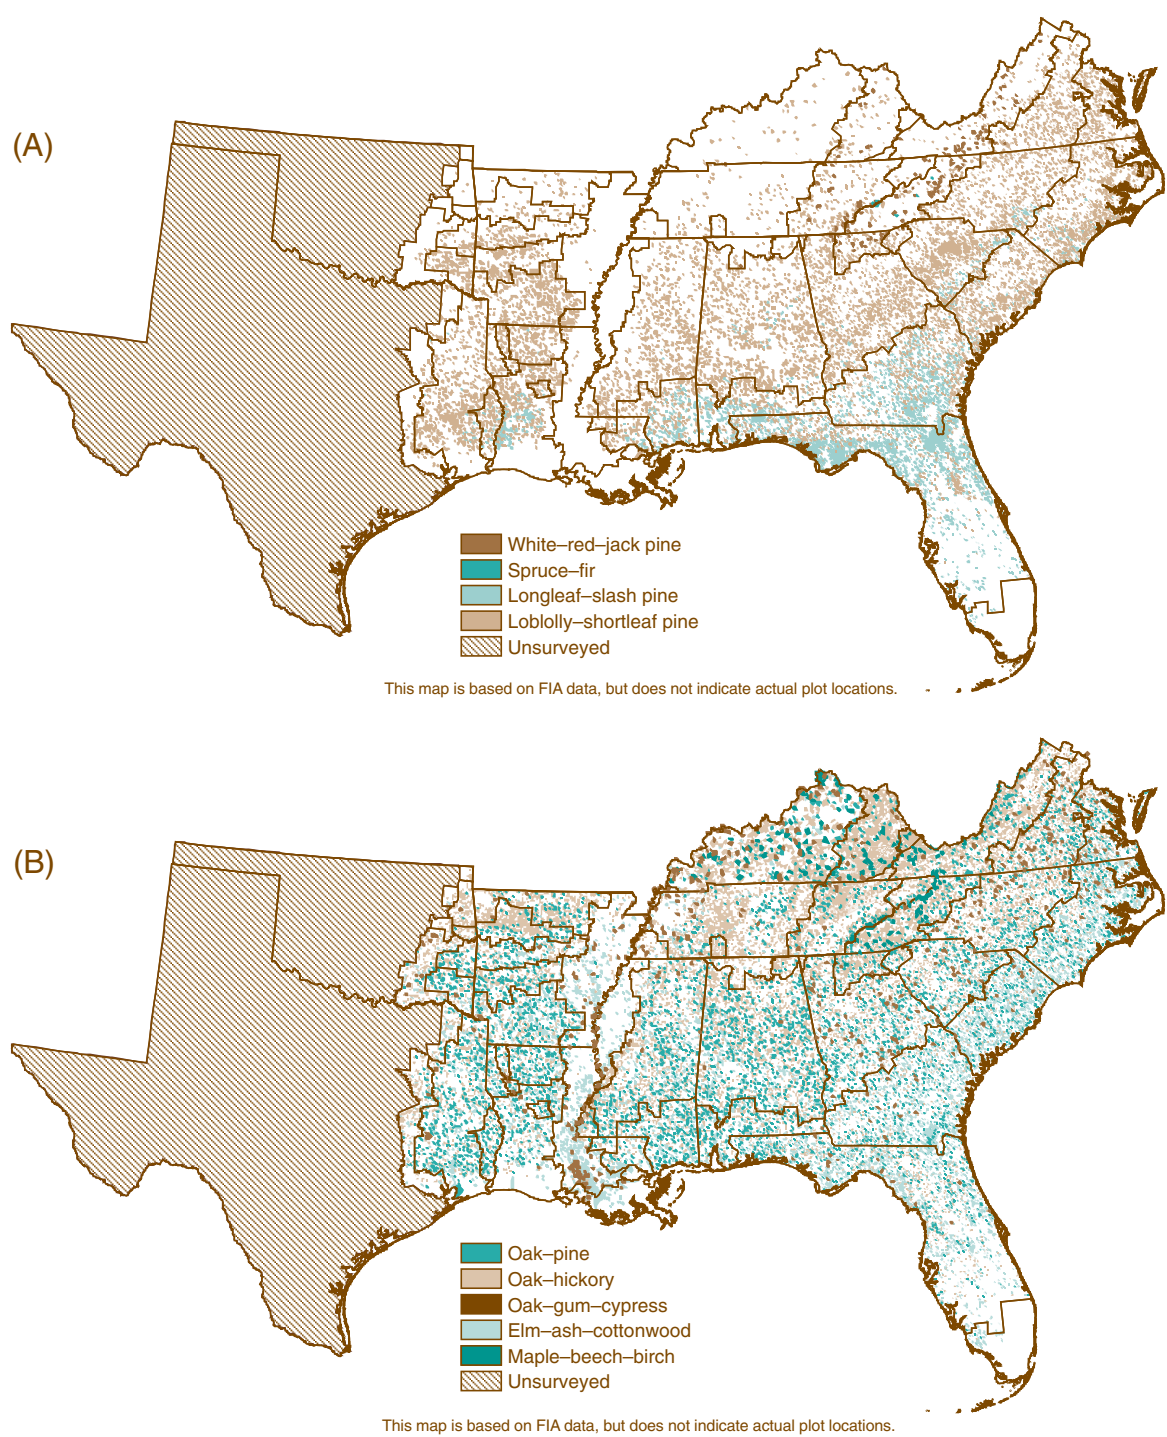 (A)
White–red–jack pine
Spruce–fir
Longleaf–slash pine
Loblolly–shortleaf pine
Unsurveyed
This map is based on FIA data, but does not indicate actual plot locations.
(B)
Oak–pine
Oak–hickory
Oak–gum–cypress
Elm–ash–cottonwood
Maple–beech–birch
Unsurveyed
This map is based on FIA data, but does not indicate actual plot locations.